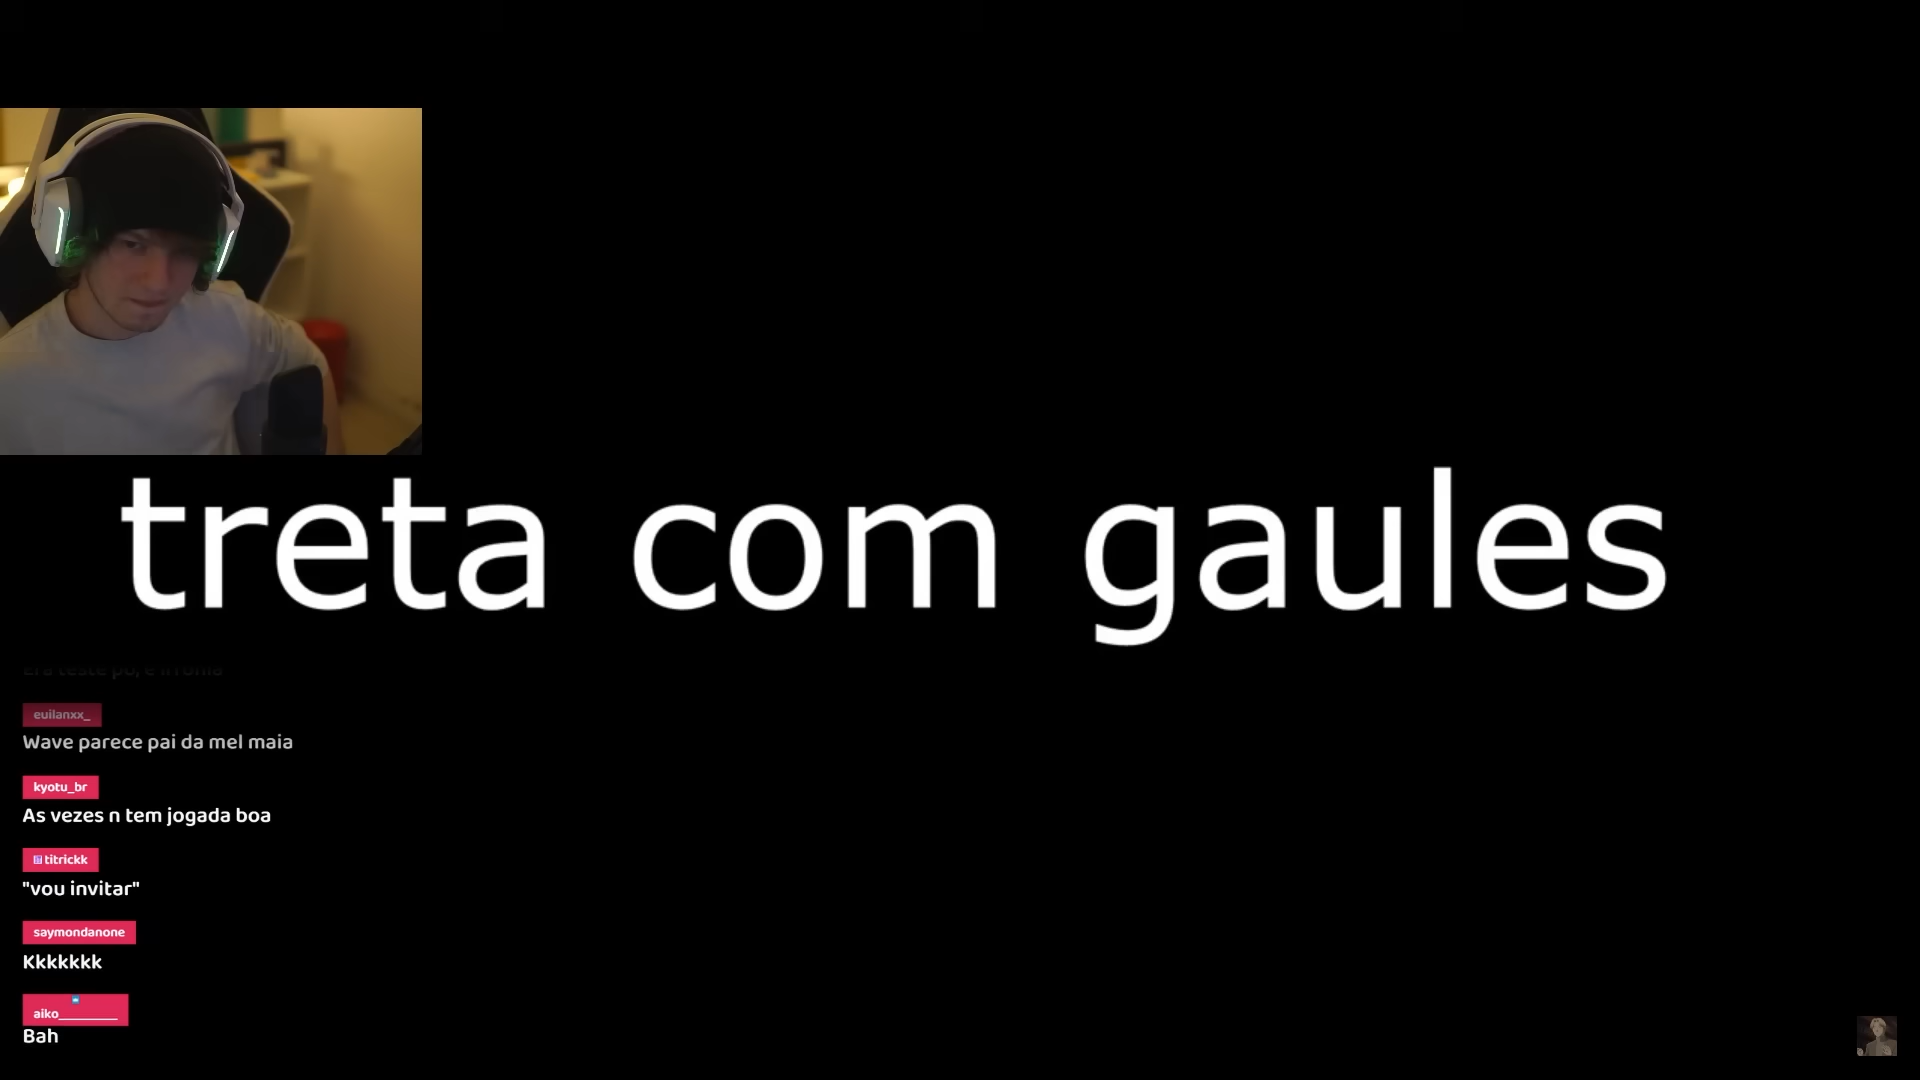 treta com gaules
euilanxx_
Wave parece pai da mel maia
kyotu_br
As vezes n tem jogada boa
titrickk
"vou invitar"
saymondanone
Kkkkkkk
aiko_________
Bah